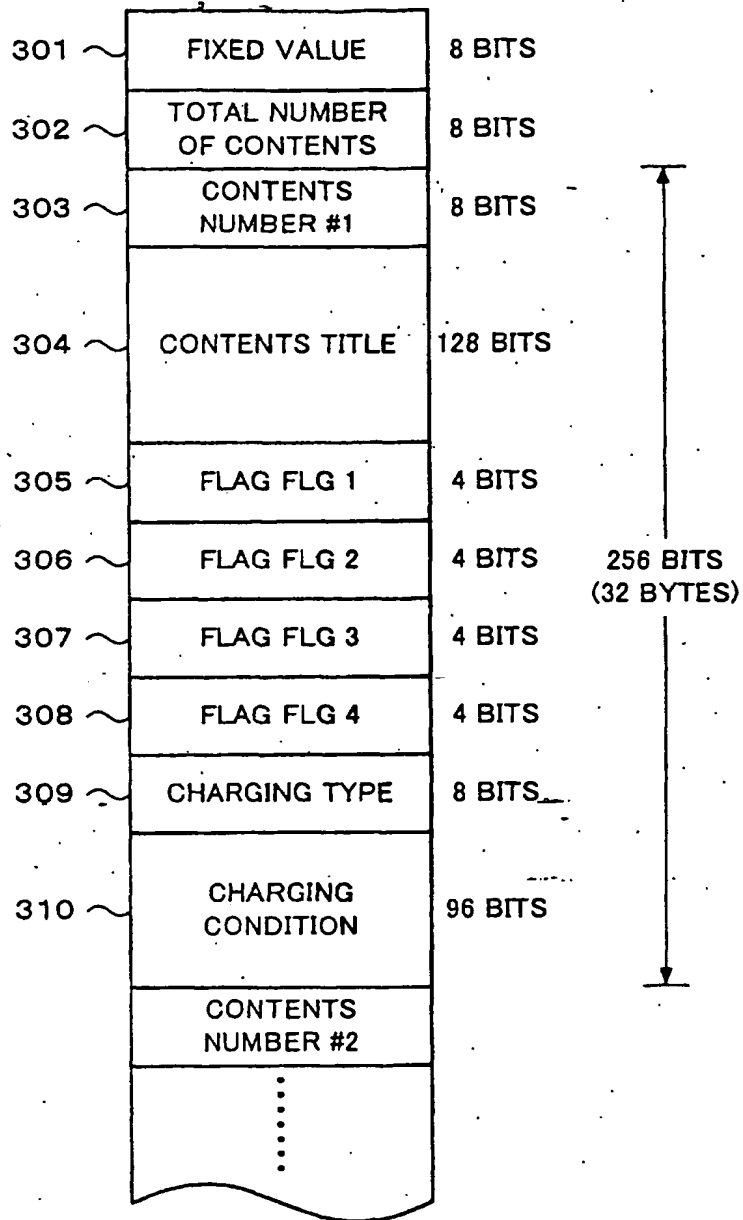 301 FIXED VALUE 8 BITS
302 TOTAL NUMBER
OF CONTENTS 8 BITS
303 CONTENTS
NUMBER #1 8 BITS
304 CONTENTS TITLE 128 BITS
305 FLAG FLG 1 4 BITS
306 FLAG FLG 2 4 BITS
256 BITS
(32 BYTES)
307 FLAG FLG 3 4 BITS
308 FLAG FLG 4 4 BITS
309 CHARGING TYPE 8 BITS
310 CHARGING
CONDITION 96 BITS
CONTENTS
NUMBER #2